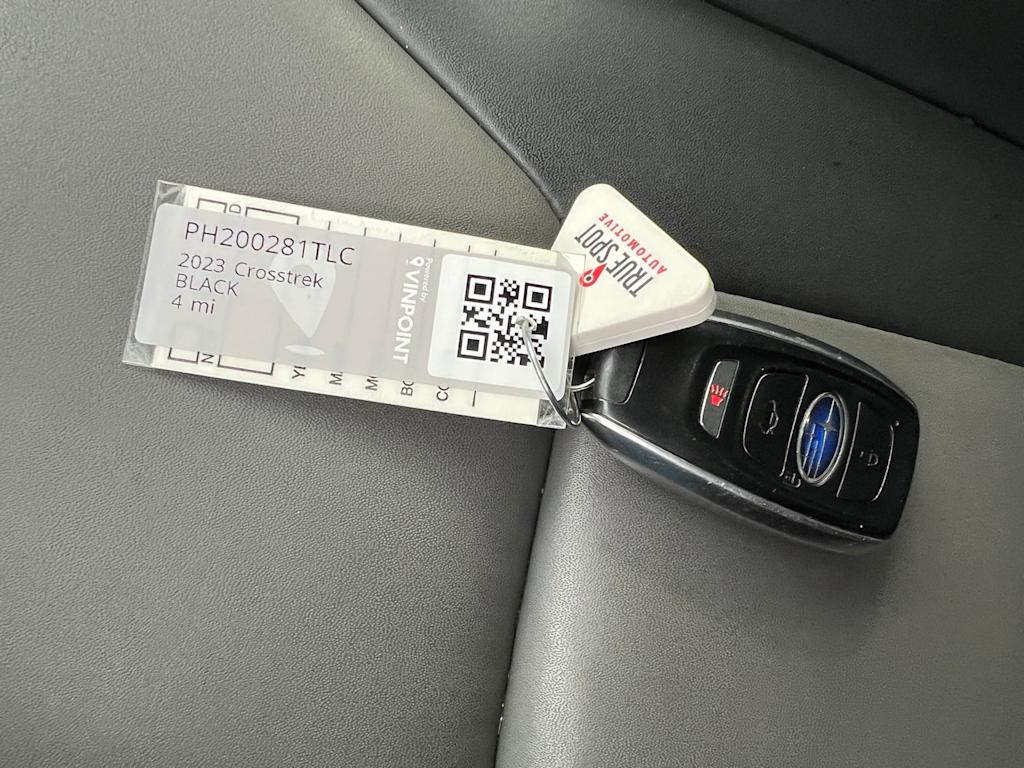 PH200281TLC
2023 Crosstrek
BLACK
4 mi
Powered by
VINPOINT
TRUE SPOT
AUTOMOTIVE